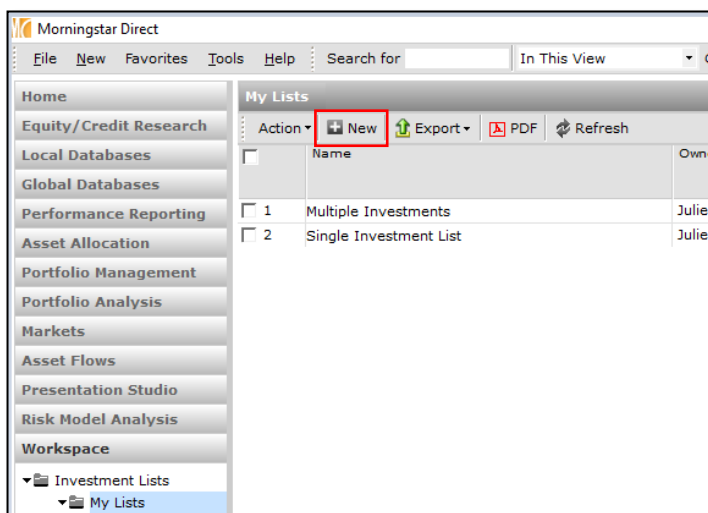 Morningstar Direct
File New Favorites Tools Help Search for In This View
Home
Equity/Credit Research
Local Databases
Global Databases
Performance Reporting
Asset Allocation
Portfolio Management
Portfolio Analysis
Markets
Asset Flows
Presentation Studio
Risk Model Analysis
Workspace
Investment Lists
My Lists
My Lists
Action New Export PDF Refresh
Name Own
1 Multiple Investments Julie
2 Single Investment List Julie